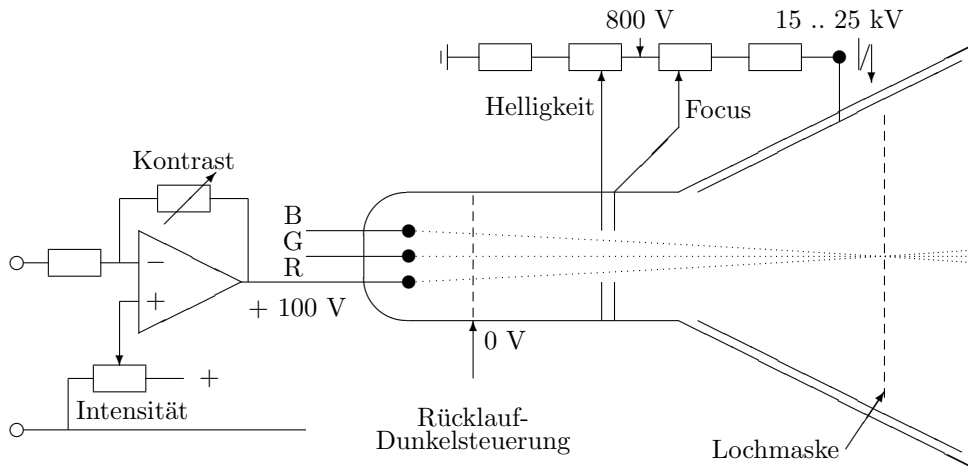 800 V
15 .. 25 kV
Helligkeit
Focus
Kontrast
B
G
R
−
+
+ 100 V
0 V
+
Intensität
Rücklauf-
Dunkelsteuerung
Lochmaske